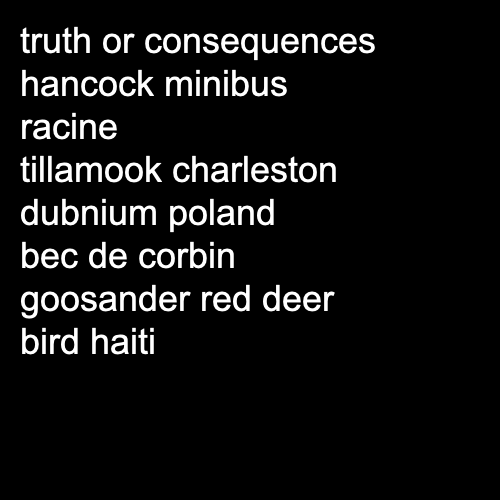 truth or consequences
hancock minibus
racine
tillamook charleston
dubnium poland
bec de corbin
goosander red deer
bird haiti